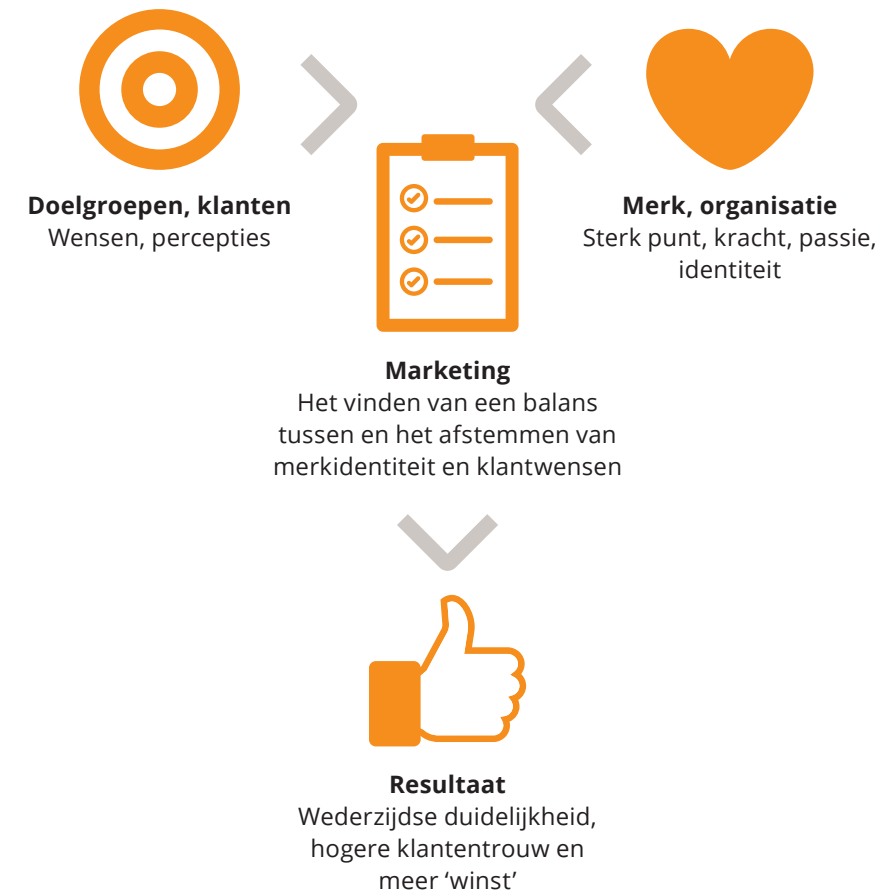 Doelgroepen, klanten
Wensen, percepties
Merk, organisatie
Sterk punt, kracht, passie,
identiteit
Marketing
Het vinden van een balans
tussen en het afstemmen van
merkidentiteit en klantwensen
Resultaat
Wederzijdse duidelijkheid,
hogere klantentrouw en
meer ‘winst’